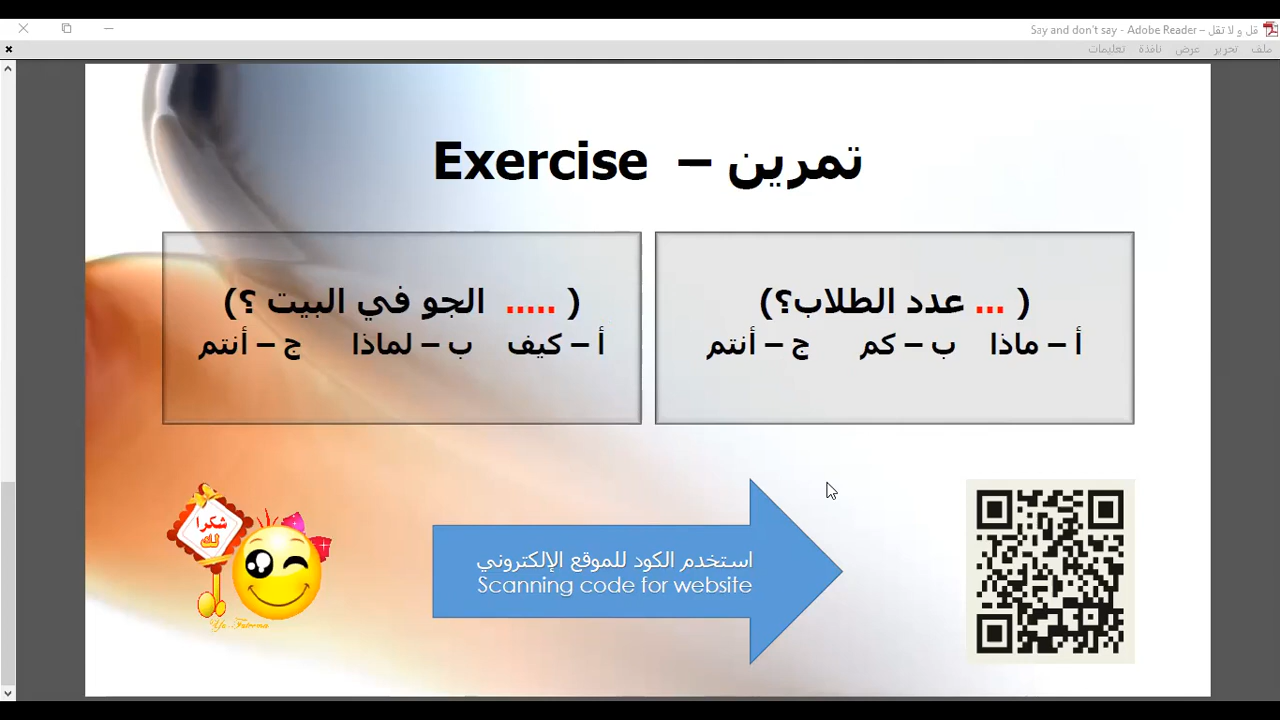 قل و لا تقل – Say and don't say - Adobe Reader
ملف تحرير عرض نافذة تعليمات
تمرين – Exercise
( ... عدد الطلاب؟)
أ – ماذا ب – كم ج – أنتم
( ..... الجو في البيت ؟)
أ – كيف ب – لماذا ج – أنتم
شكرا
لك
استخدم الكود للموقع الإلكتروني
Scanning code for website